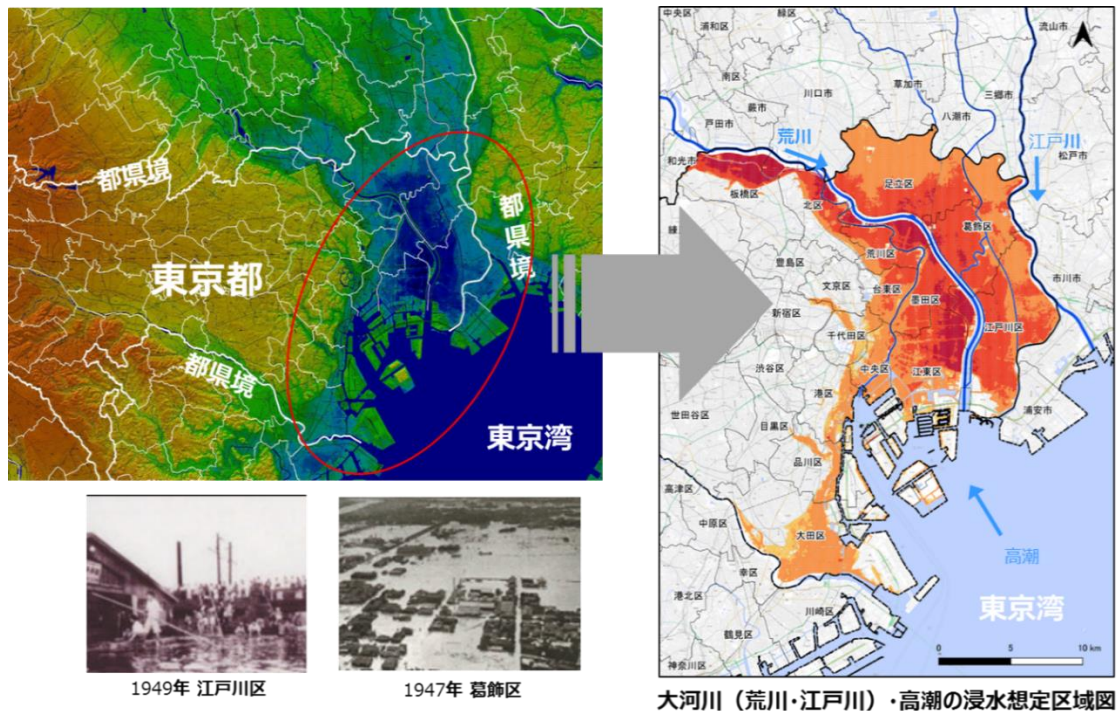 都県境
東京都
都県境
都県境
東京湾
1949年 江戸川区
1947年 葛飾区
中央区
緑区
浦和区
流山市
南区
川口市
草加市
三郷市
蕨市
八潮市
戸田市
荒川
江戸川
松戸市
和光市
足立区
板橋区
北区
葛飾区
練
荒川区
豊島区
市川市
文京区
台東区
墨田区
新宿区
江戸川区
千代田区
渋谷区
中央区
江東区
港区
世田谷区
浦安市
目黒区
品川区
高津区
中原区
大田区
高潮
幸区
港北区
川崎区
東京湾
鶴見区
神奈川区
0 5 10 km
大河川（荒川・江戸川）・高潮の浸水想定区域図